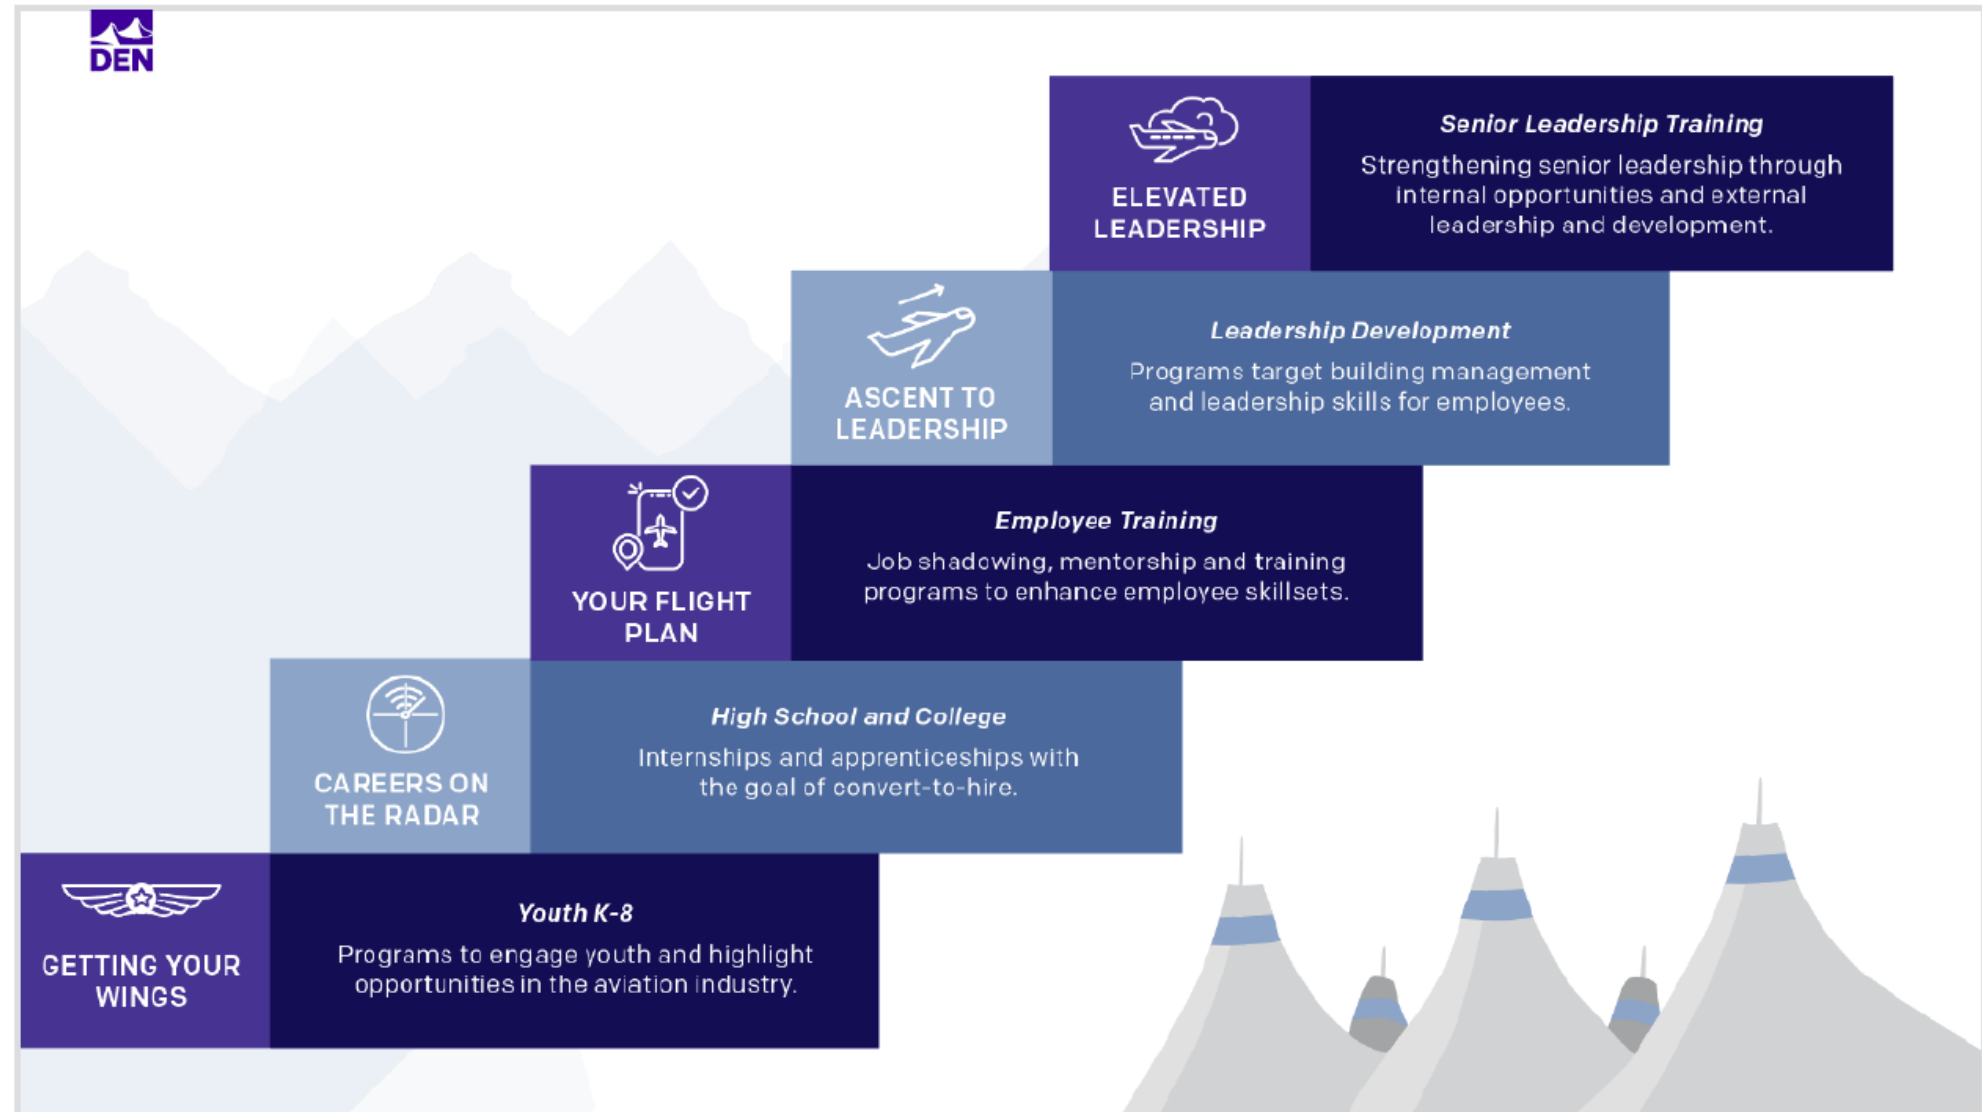 DEN
ELEVATED
LEADERSHIP
Senior Leadership Training
Strengthening senior leadership through
internal opportunities and external
leadership and development.
ASCENT TO
LEADERSHIP
Leadership Development
Programs target building management
and leadership skills for employees.
YOUR FLIGHT
PLAN
Employee Training
Job shadowing, mentorship and training
programs to enhance employee skillsets.
CAREERS ON
THE RADAR
High School and College
Internships and apprenticeships with
the goal of convert-to-hire.
GETTING YOUR
WINGS
Youth K-8
Programs to engage youth and highlight
opportunities in the aviation industry.